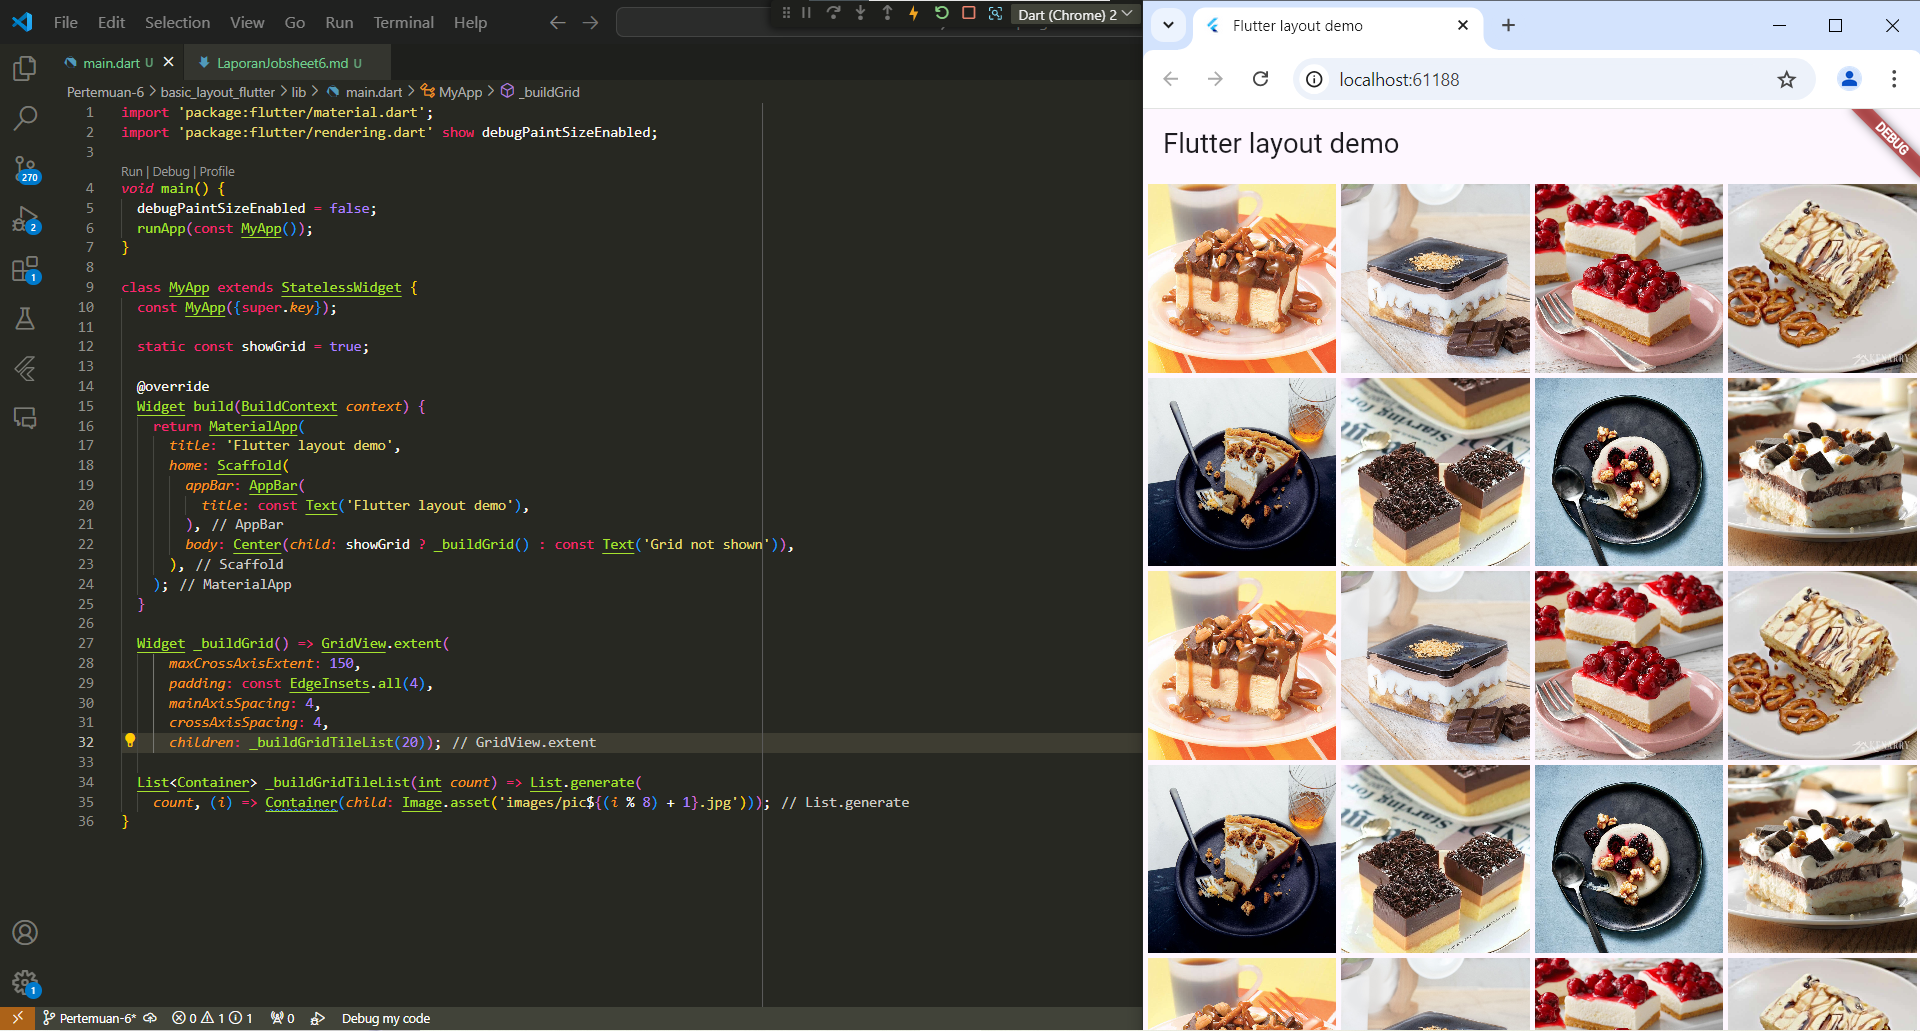 File Edit Selection View Go Run Terminal Help
Dart (Chrome) 2
main.dart U
LaporanJobsheet6.md U
Pertemuan-6 > basic_layout_flutter > lib > main.dart > MyApp > _buildGrid
1 import 'package:flutter/material.dart';
2 import 'package:flutter/rendering.dart' show debugPaintSizeEnabled;
3
Run | Debug | Profile
4 void main() {
5 debugPaintSizeEnabled = false;
6 runApp(const MyApp());
7 }
8
9 class MyApp extends StatelessWidget {
10 const MyApp({super.key});
11
12 static const showGrid = true;
13
14 @override
15 Widget build(BuildContext context) {
16 return MaterialApp(
17 title: 'Flutter layout demo',
18 home: Scaffold(
19 appBar: AppBar(
20 title: const Text('Flutter layout demo'),
21 ), // AppBar
22 body: Center(child: showGrid ? _buildGrid() : const Text('Grid not shown')),
23 ), // Scaffold
24 ); // MaterialApp
25 }
26
27 Widget _buildGrid() => GridView.extent(
28 maxCrossAxisExtent: 150,
29 padding: const EdgeInsets.all(4),
30 mainAxisSpacing: 4,
31 crossAxisSpacing: 4,
32 children: _buildGridTileList(20)); // GridView.extent
33
34 List<Container> _buildGridTileList(int count) => List.generate(
35 count, (i) => Container(child: Image.asset('images/pic${(i % 8) + 1}.jpg'))); // List.generate
36 }
270
2
1
1
Pertemuan-6* 0 1 1 0 Debug my code
Flutter layout demo
localhost:61188
Flutter layout demo
DEBUG